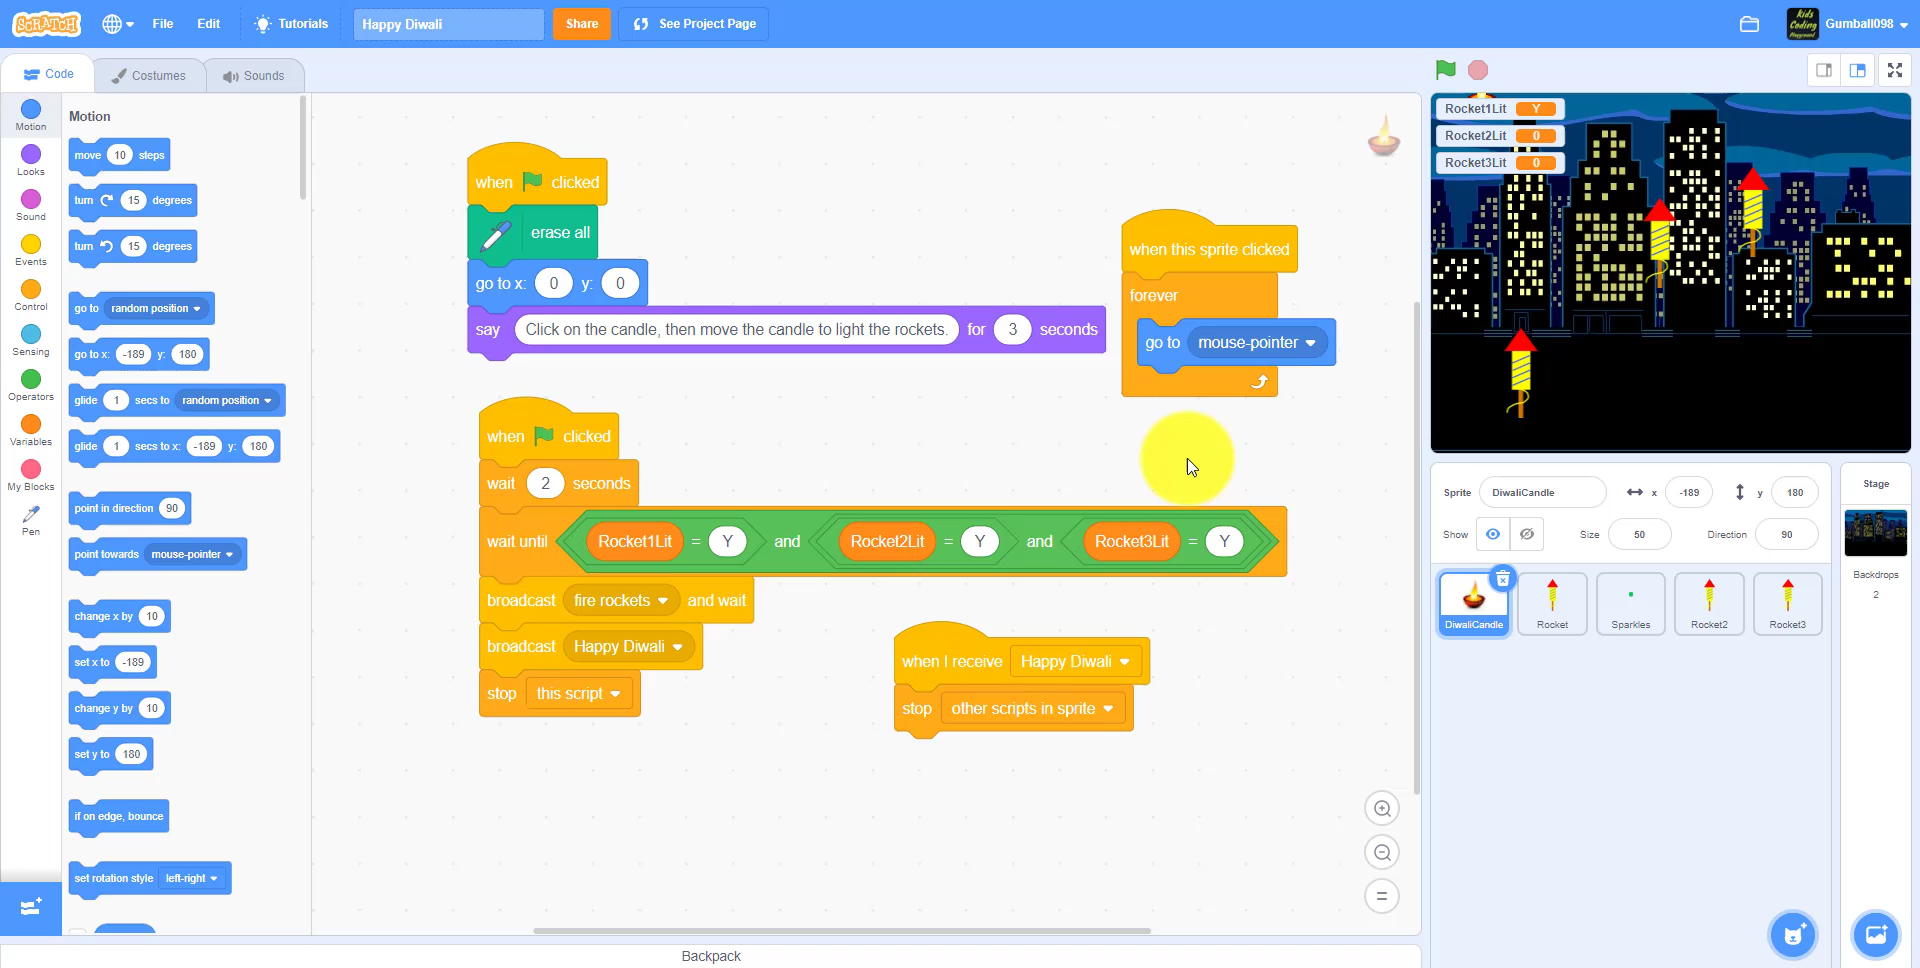 SCRATCH File Edit Tutorials Happy Diwali Share See Project Page Kids Coding Playground Gumball098
Code Costumes Sounds
Motion
Looks
Sound
Events
Control
Sensing
Operators
Variables
My Blocks
Pen
Motion
move 10 steps
turn 15 degrees
turn 15 degrees
go to random position
go to x: -189 y: 180
glide 1 secs to random position
glide 1 secs to x: -189 y: 180
point in direction 90
point towards mouse-pointer
change x by 10
set x to -189
change y by 10
set y to 180
if on edge, bounce
set rotation style left-right
when clicked
erase all
go to x: 0 y: 0
say Click on the candle, then move the candle to light the rockets. for 3 seconds
when this sprite clicked
forever
go to mouse-pointer
when clicked
wait 2 seconds
wait until Rocket1Lit = Y and Rocket2Lit = Y and Rocket3Lit = Y
broadcast fire rockets and wait
broadcast Happy Diwali
stop this script
when I receive Happy Diwali
stop other scripts in sprite
Backpack
Rocket1Lit Y
Rocket2Lit 0
Rocket3Lit 0
Sprite DiwaliCandle x -189 y 180
Show Size 50 Direction 90
DiwaliCandle Rocket Sparkles Rocket2 Rocket3
Stage
Backdrops
2